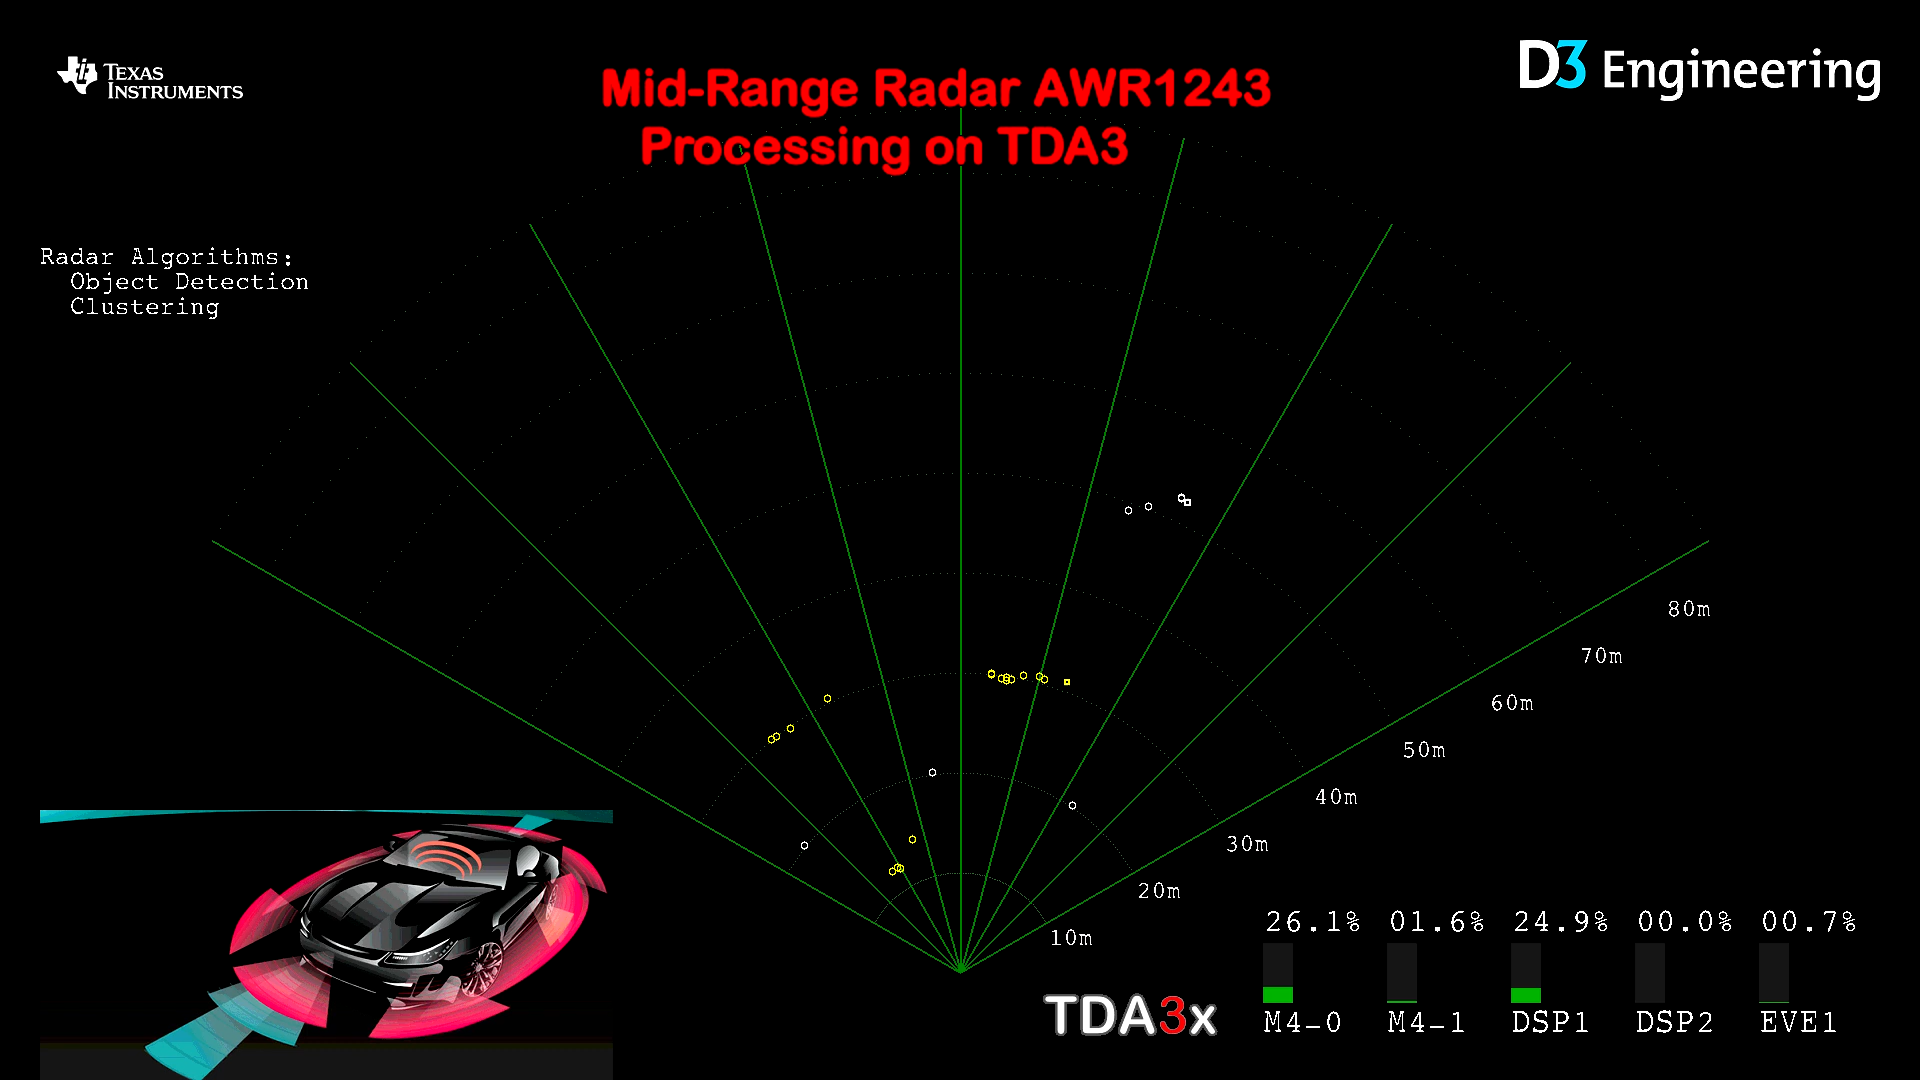 TEXAS
INSTRUMENTS
Mid-Range Radar AWR1243
Processing on TDA3
D3 Engineering
Radar Algorithms:
Object Detection
Clustering
80m
70m
60m
50m
40m
30m
20m
10m
26.1% 01.6% 24.9% 00.0% 00.7%
TDA3x
M4-0 M4-1 DSP1 DSP2 EVE1